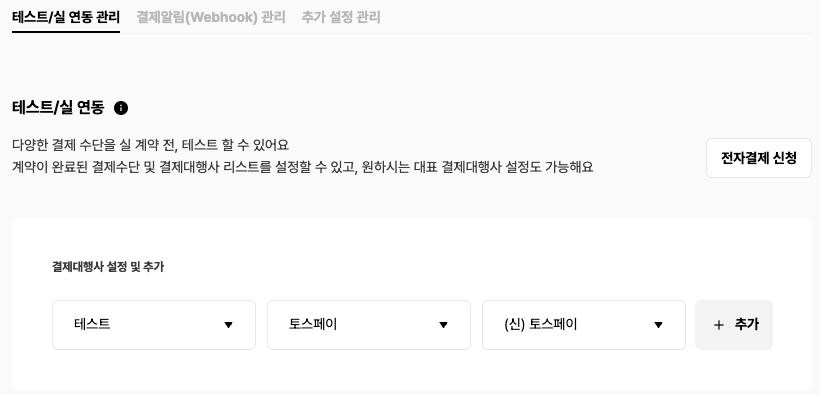 테스트/실 연동 관리 결제알림(Webhook) 관리 추가 설정 관리
테스트/실 연동
다양한 결제 수단을 실 계약 전, 테스트 할 수 있어요
계약이 완료된 결제수단 및 결제대행사 리스트를 설정할 수 있고, 원하시는 대표 결제대행사 설정도 가능해요
전자결제 신청
결제대행사 설정 및 추가
테스트 토스페이 (신) 토스페이 + 추가